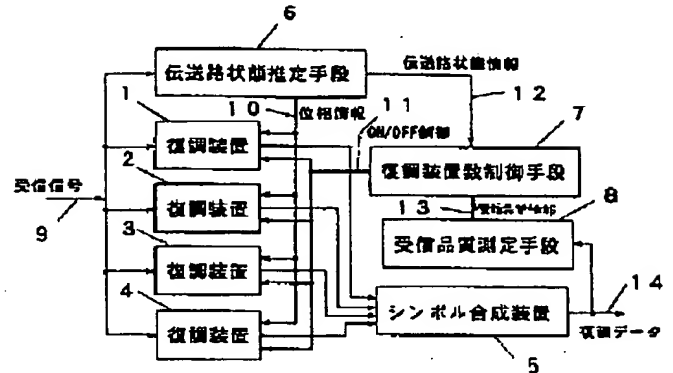 6
伝送路状態推定手段
伝送路状態情報
1
10
位相情報
11
12
ON/OFF制御
7
復調装置
2
復調装置数制御手段
受信信号
復調装置
13
8
9
3
受信品質測定手段
復調装置
4
14
シンボル合成装置
復調装置
復調データ
5